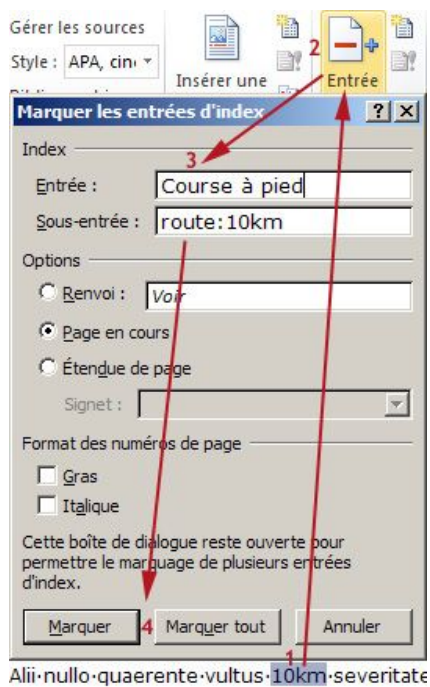 Gérer les sources
Style : APA, cin
Insérer une
2
Entrée
Marquer les entrées d'index
? X
Index
3
Entrée : Course à pied
Sous-entrée : route:10km
Options
Renvoi : Voir
Page en cours
Étendue de page
Signet :
Format des numéros de page
Gras
Italique
Cette boîte de dialogue reste ouverte pour
permettre le marquage de plusieurs entrées
d'index.
Marquer 4 Marquer tout Annuler
1
Alii·nullo·quaerente·vultus·10km·severitate